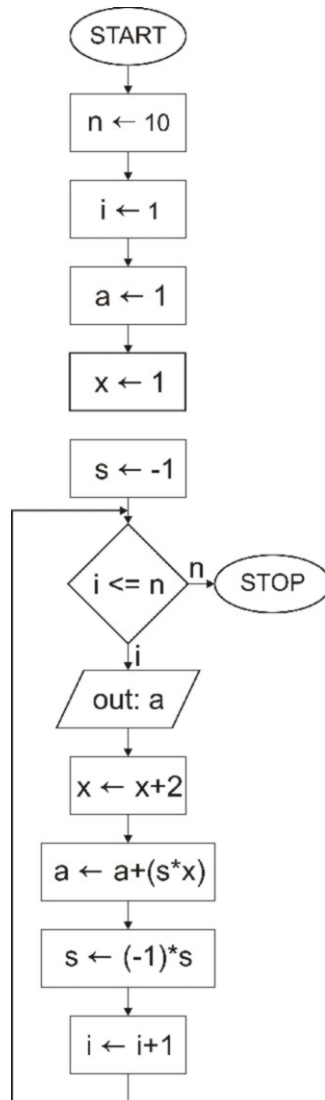 START
n ← 10
i ← 1
a ← 1
x ← 1
s ← -1
i <= n
n
STOP
i
out: a
x ← x+2
a ← a+(s*x)
s ← (-1)*s
i ← i+1